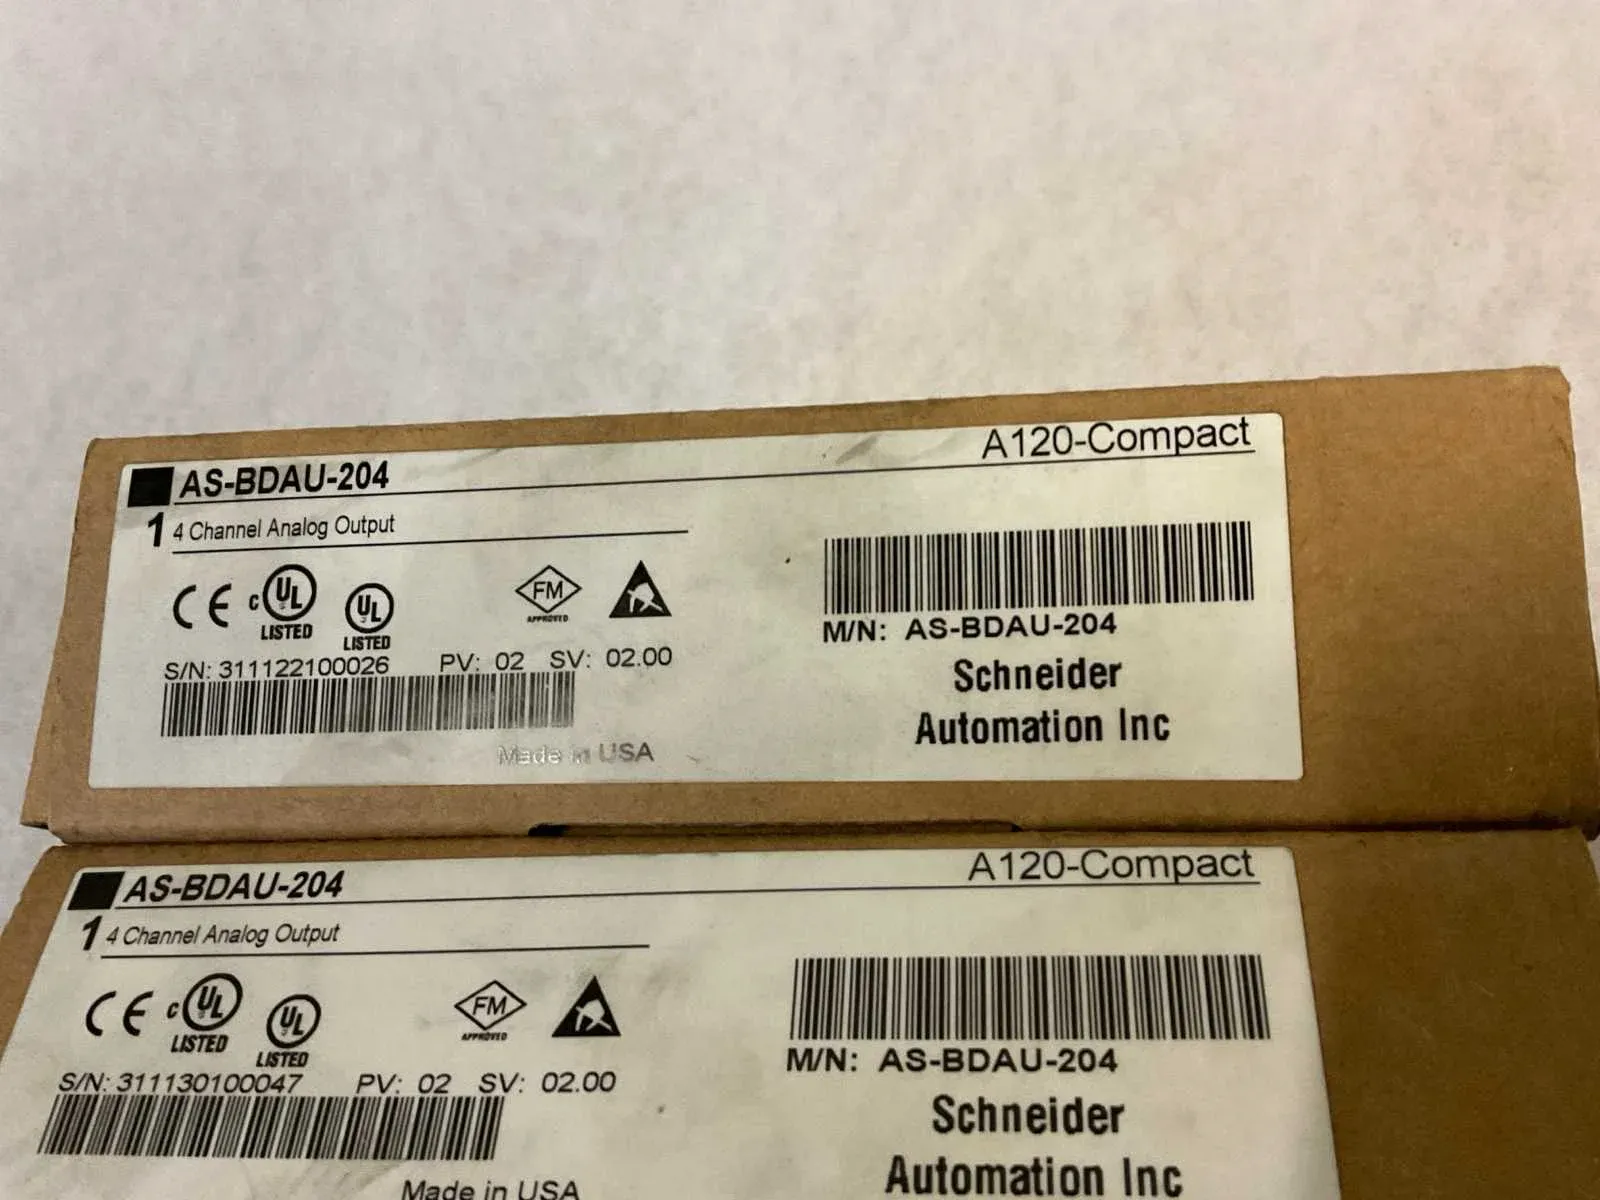 AS-BDAU-204
A120-Compact
1 4 Channel Analog Output
CE
C UL LISTED
UL LISTED
FM APPROVED
S/N: 311122100026 PV: 02 SV: 02.00
M/N: AS-BDAU-204
Schneider
Automation Inc
Made in USA
AS-BDAU-204
A120-Compact
1 4 Channel Analog Output
CE
C UL LISTED
UL LISTED
FM APPROVED
S/N: 311130100047 PV: 02 SV: 02.00
M/N: AS-BDAU-204
Schneider
Automation Inc
Made in USA